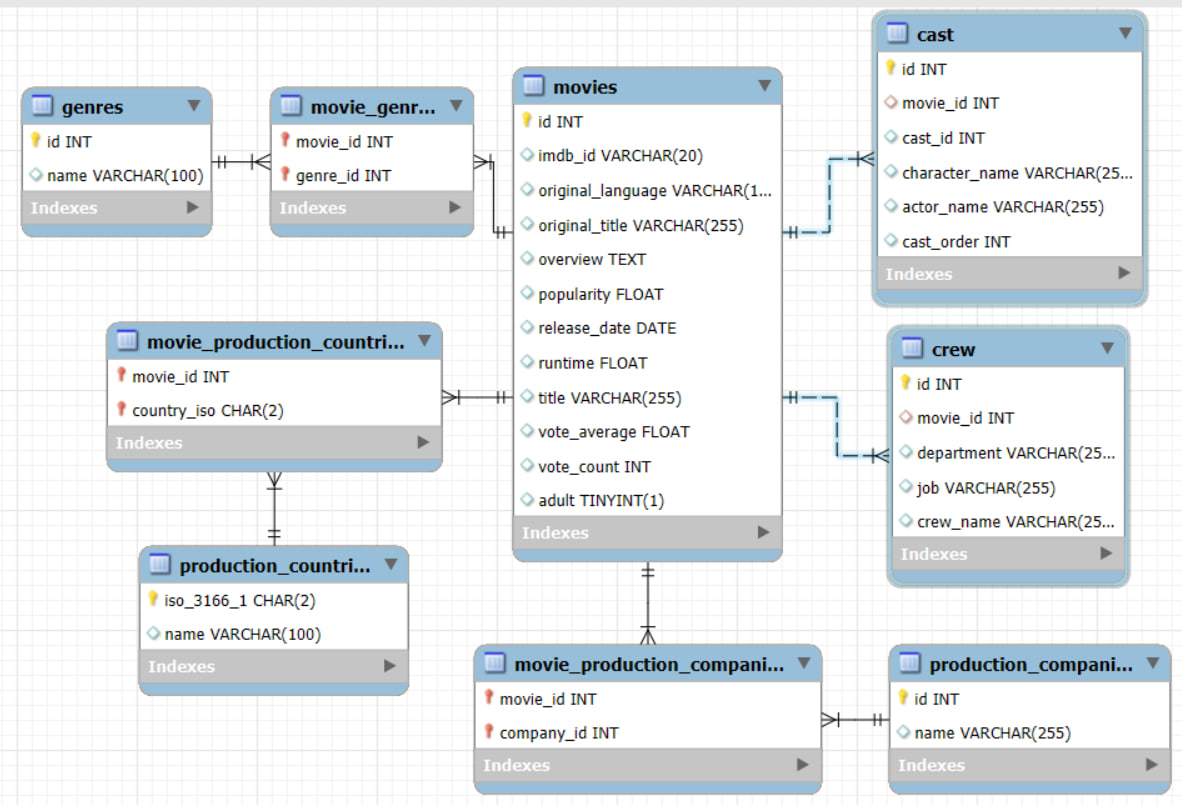 genres
id INT
name VARCHAR(100)
Indexes
movie_genr...
movie_id INT
genre_id INT
Indexes
movies
id INT
imdb_id VARCHAR(20)
original_language VARCHAR(1...
original_title VARCHAR(255)
overview TEXT
popularity FLOAT
release_date DATE
runtime FLOAT
title VARCHAR(255)
vote_average FLOAT
vote_count INT
adult TINYINT(1)
Indexes
cast
id INT
movie_id INT
cast_id INT
character_name VARCHAR(25...
actor_name VARCHAR(255)
cast_order INT
Indexes
movie_production_countri...
movie_id INT
country_iso CHAR(2)
Indexes
crew
id INT
movie_id INT
department VARCHAR(25...
job VARCHAR(255)
crew_name VARCHAR(25...
Indexes
production_countri...
iso_3166_1 CHAR(2)
name VARCHAR(100)
Indexes
movie_production_compani...
movie_id INT
company_id INT
Indexes
production_compani...
id INT
name VARCHAR(255)
Indexes